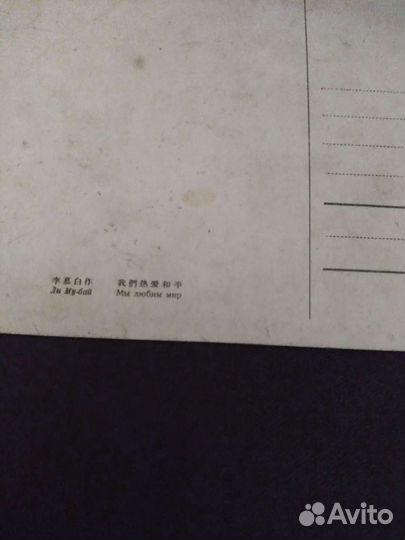 李慕白作 我們熱愛和平
Ли Му-бай Мы любим мир
Avito